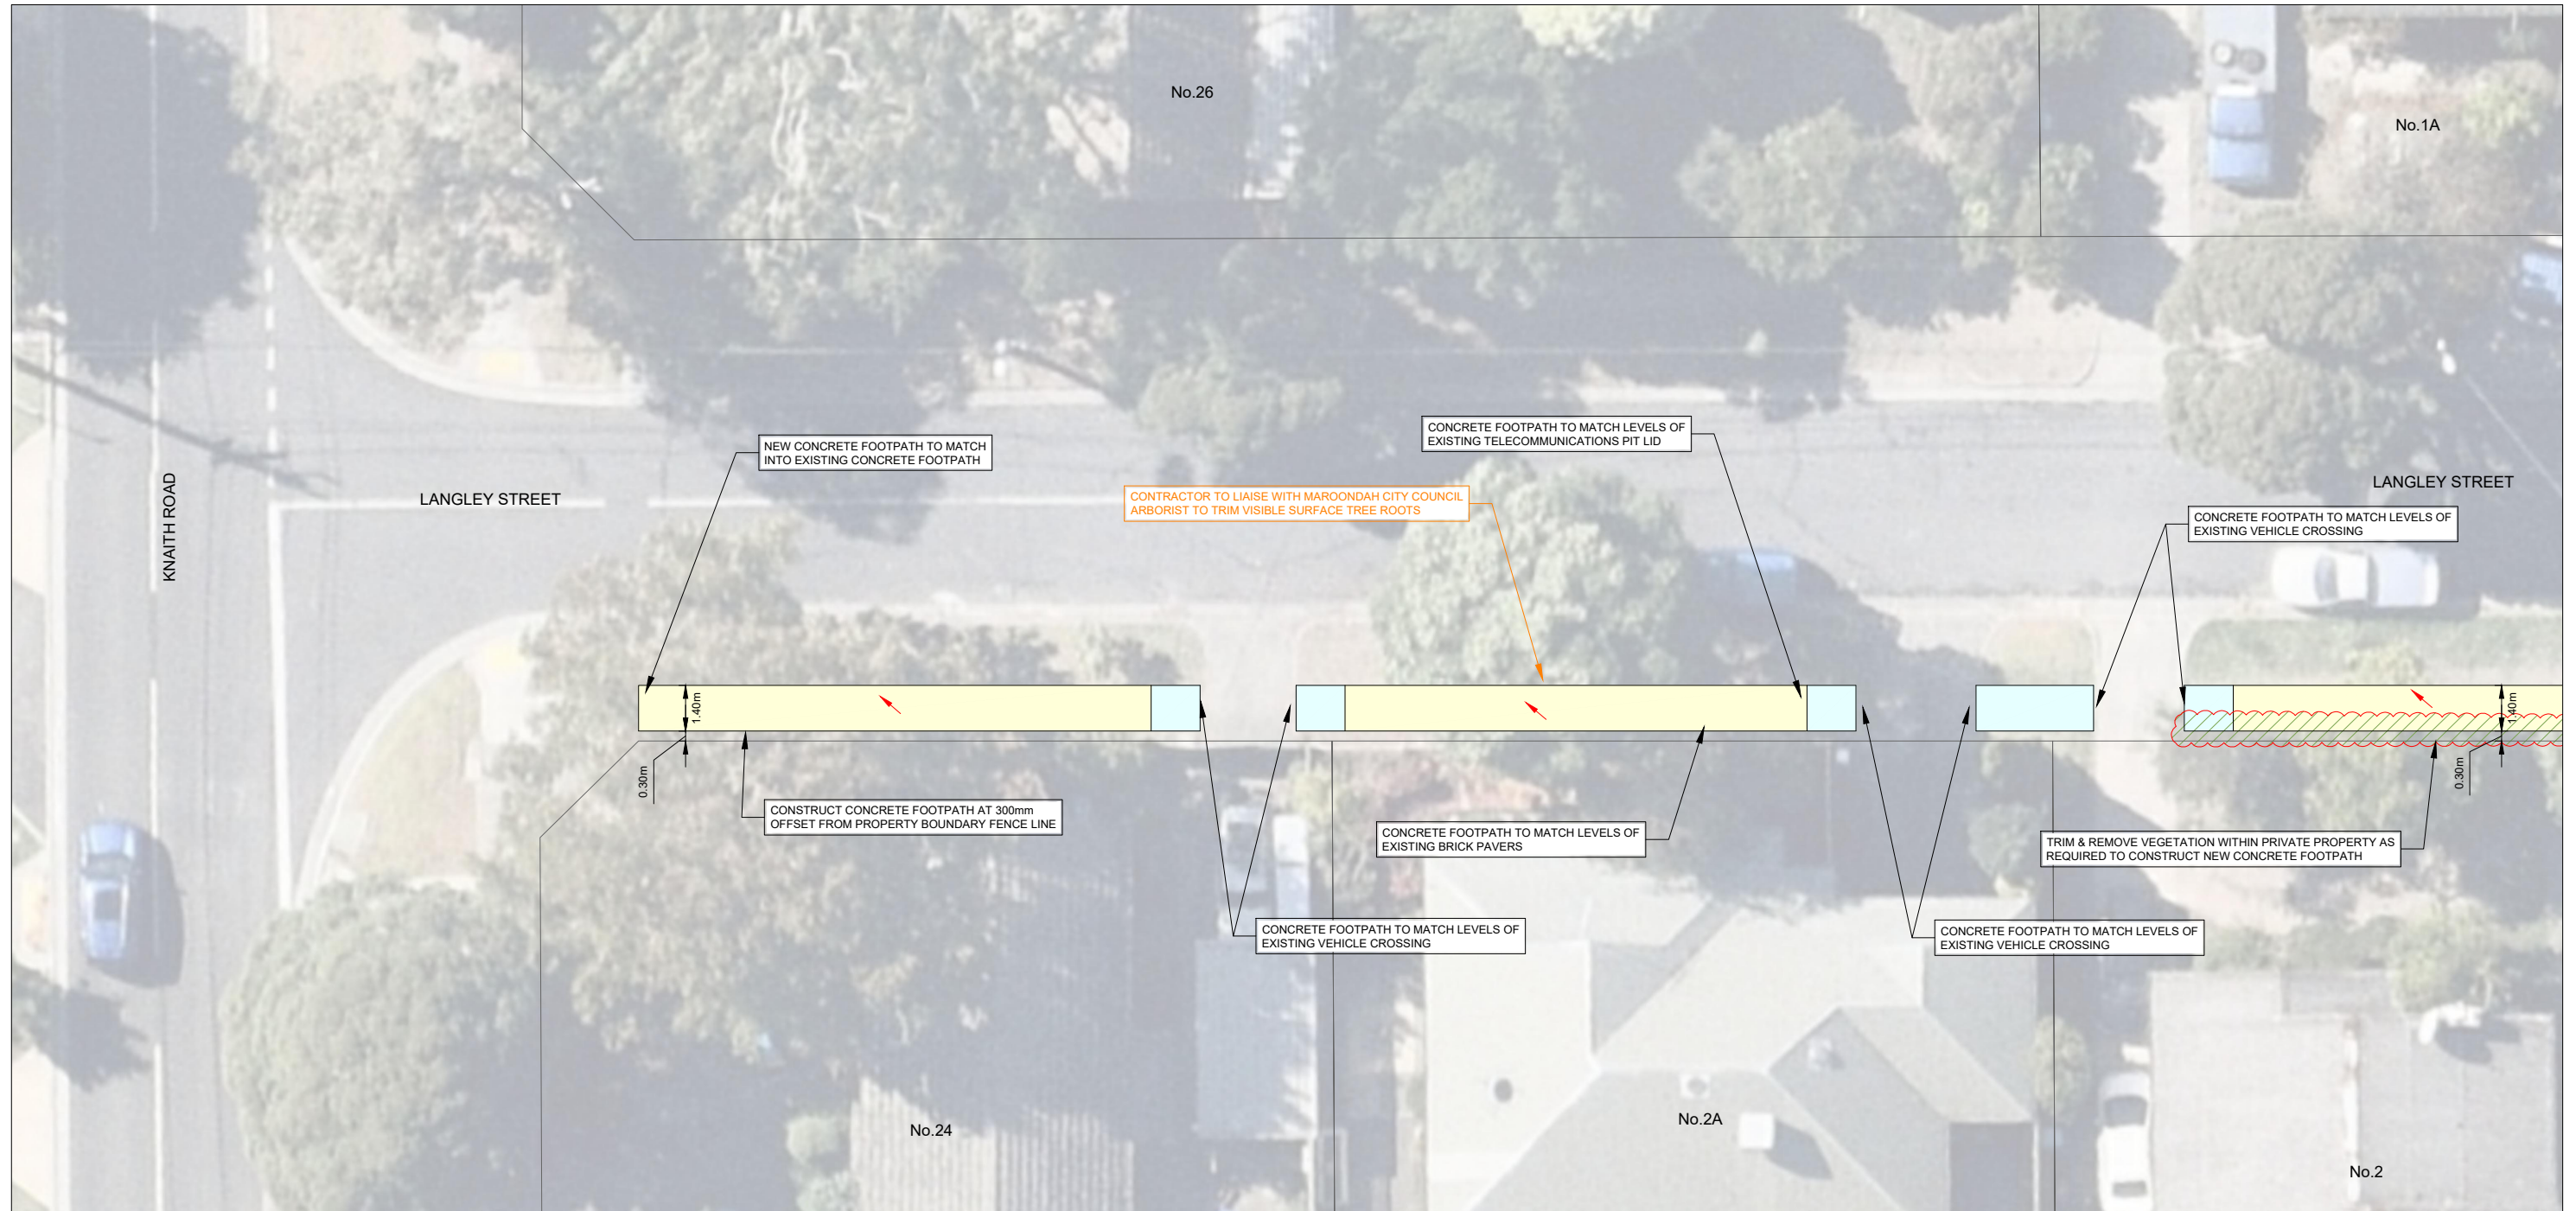 No.26
No.1A
NEW CONCRETE FOOTPATH TO MATCH
INTO EXISTING CONCRETE FOOTPATH
CONCRETE FOOTPATH TO MATCH LEVELS OF
EXISTING TELECOMMUNICATIONS PIT LID
KNAITH ROAD
LANGLEY STREET
CONTRACTOR TO LIAISE WITH MAROONDAH CITY COUNCIL
ARBORIST TO TRIM VISIBLE SURFACE TREE ROOTS
LANGLEY STREET
CONCRETE FOOTPATH TO MATCH LEVELS OF
EXISTING VEHICLE CROSSING
1.40m
1.40m
0.30m
0.30m
CONSTRUCT CONCRETE FOOTPATH AT 300mm
OFFSET FROM PROPERTY BOUNDARY FENCE LINE
CONCRETE FOOTPATH TO MATCH LEVELS OF
EXISTING BRICK PAVERS
TRIM & REMOVE VEGETATION WITHIN PRIVATE PROPERTY AS
REQUIRED TO CONSTRUCT NEW CONCRETE FOOTPATH
CONCRETE FOOTPATH TO MATCH LEVELS OF
EXISTING VEHICLE CROSSING
CONCRETE FOOTPATH TO MATCH LEVELS OF
EXISTING VEHICLE CROSSING
No.24
No.2A
No.2